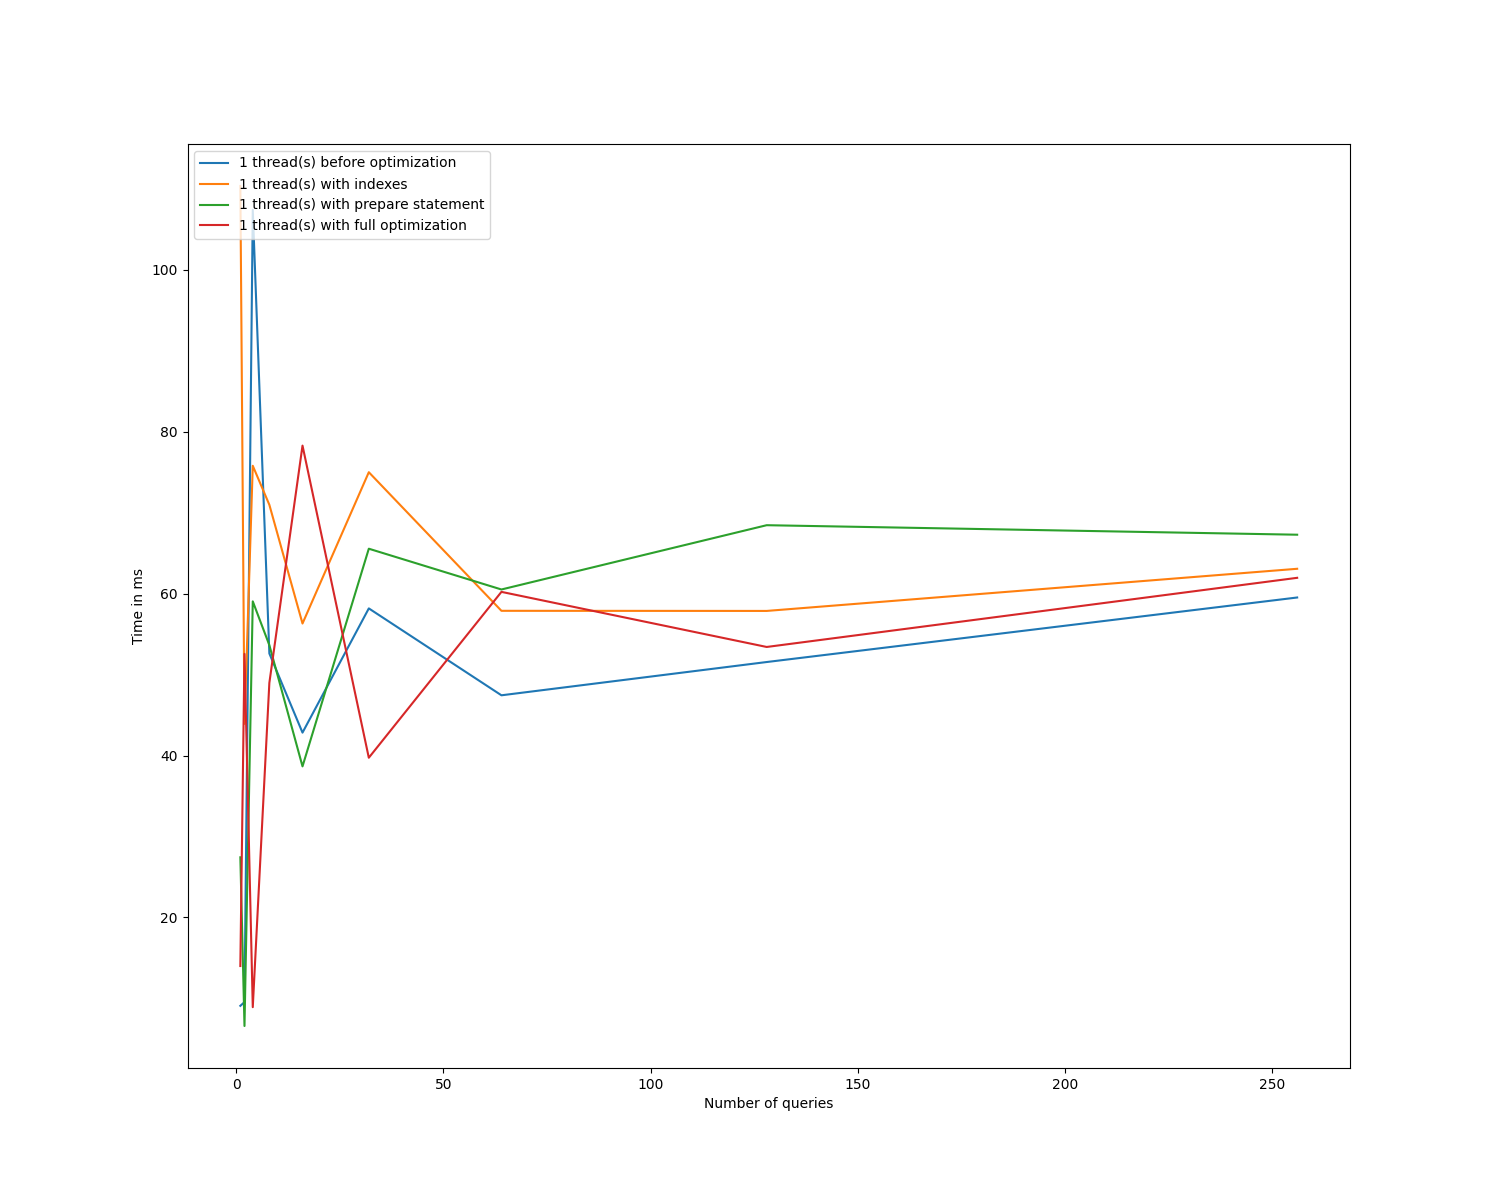 1 thread(s) before optimization
1 thread(s) with indexes
1 thread(s) with prepare statement
1 thread(s) with full optimization
100
80
60
40
20
Time in ms
0 50 100 150 200 250
Number of queries